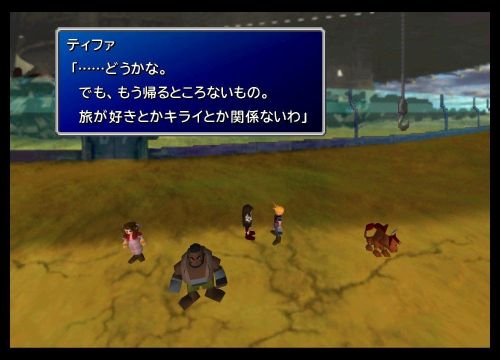 ティファ
「……どうかな。
でも、もう帰るところないもの。
旅が好きとかキライとか関係ないわ」